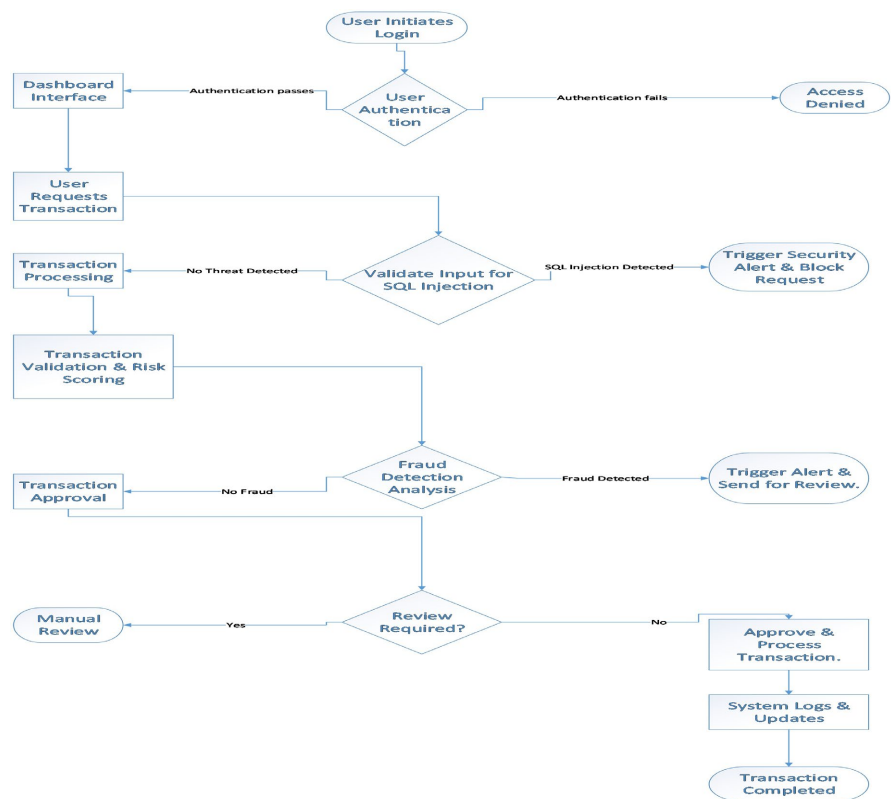 User Initiates
Login
Dashboard
Interface
Authentication passes
User
Authentica
tion
Authentication fails
Access
Denied
User
Requests
Transaction
Transaction
Processing
No Threat Detected
Validate Input for
SQL Injection
SQL Injection Detected
Trigger Security
Alert & Block
Request
Transaction
Validation & Risk
Scoring
Transaction
Approval
No Fraud
Fraud
Detection
Analysis
Fraud Detected
Trigger Alert &
Send for Review.
Manual
Review
Yes
Review
Required?
No
Approve &
Process
Transaction.
System Logs &
Updates
Transaction
Completed